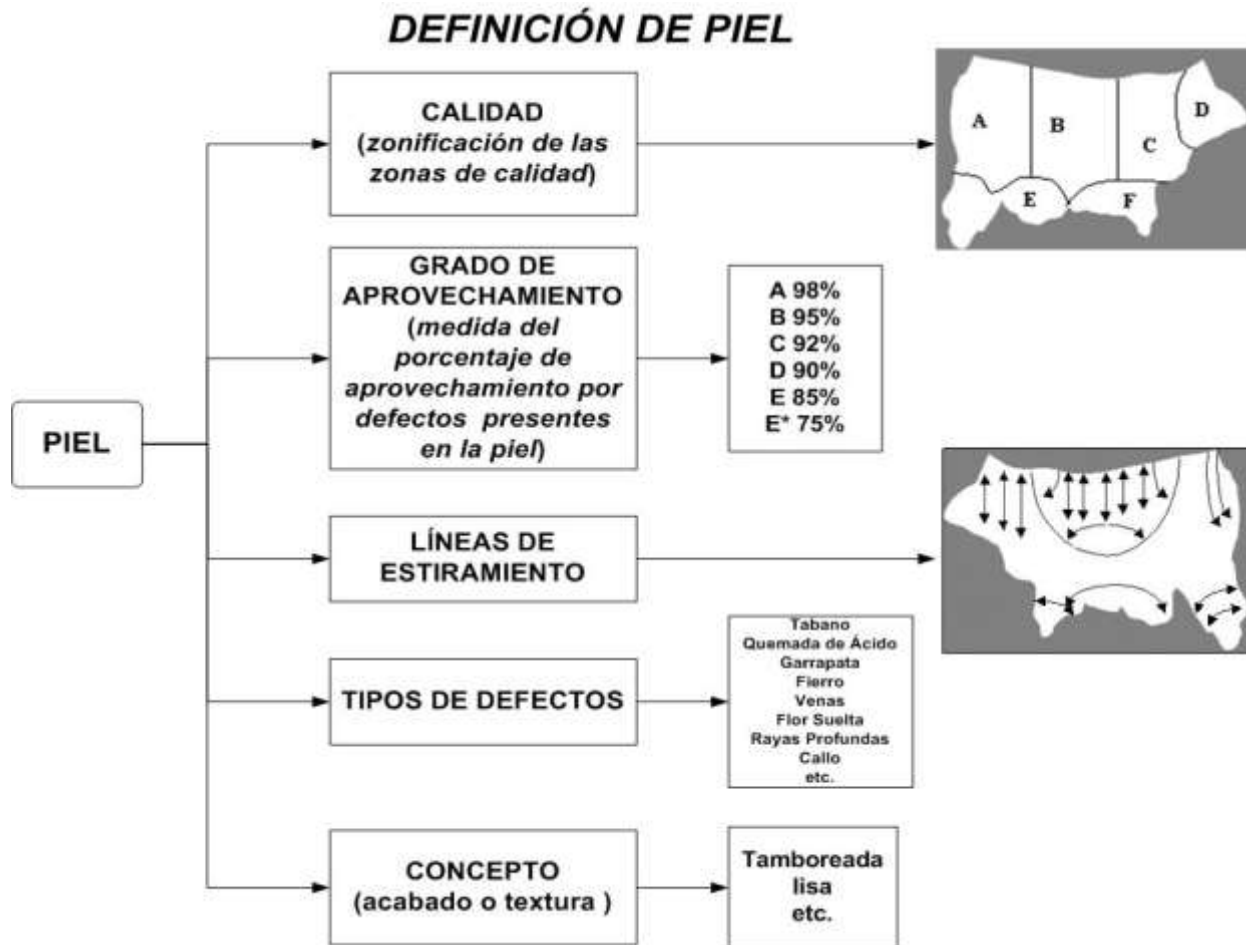 DEFINICIÓN DE PIEL
PIEL
CALIDAD
(zonificación de las
zonas de calidad)
A
B
C
D
E
F
GRADO DE
APROVECHAMIENTO
(medida del
porcentaje de
aprovechamiento por
defectos presentes
en la piel)
A 98%
B 95%
C 92%
D 90%
E 85%
E* 75%
LÍNEAS DE
ESTIRAMIENTO
TIPOS DE DEFECTOS
Tabano
Quemada de Ácido
Garrapata
Fierro
Venas
Flor Suelta
Rayas Profundas
Callo
etc.
CONCEPTO
(acabado o textura )
Tamboreada
lisa
etc.